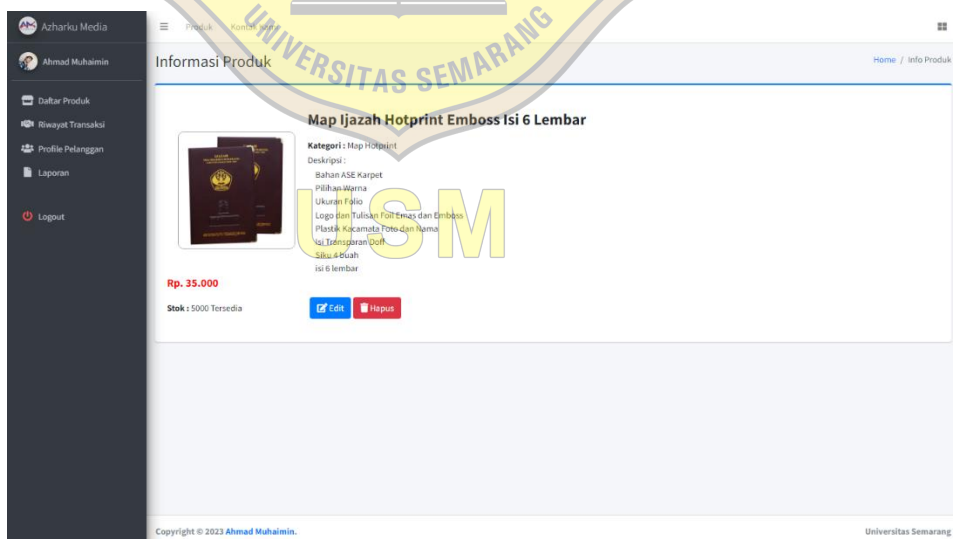 Azharku Media
Produk Kontak Kami
UNIVERSITAS SEMARANG
Ahmad Muhaimin
Informasi Produk
Home / Info Produk
Daftar Produk
Riwayat Transaksi
Profile Pelanggan
Laporan
Logout
Map Ijazah Hotprint Emboss Isi 6 Lembar
Kategori : Map Hotprint
Deskripsi :
Bahan ASE Karpet
Pilihan Warna
Ukuran Folio
Logo dan Tulisan Foil Emas dan Emboss
Plastik Kacamata Foto dan Nama
Isi Transparan Doff
Siku 4 buah
isi 6 lembar
USM
Rp. 35.000
Stok : 5000 Tersedia
Edit
Hapus
Copyright © 2023 Ahmad Muhaimin.
Universitas Semarang